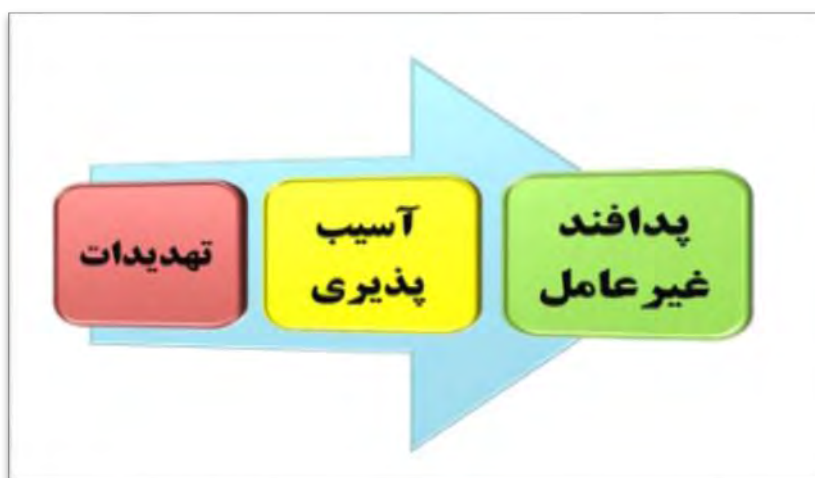 تهدیدات
آسیب
پذیری
پدافند
غیر عامل